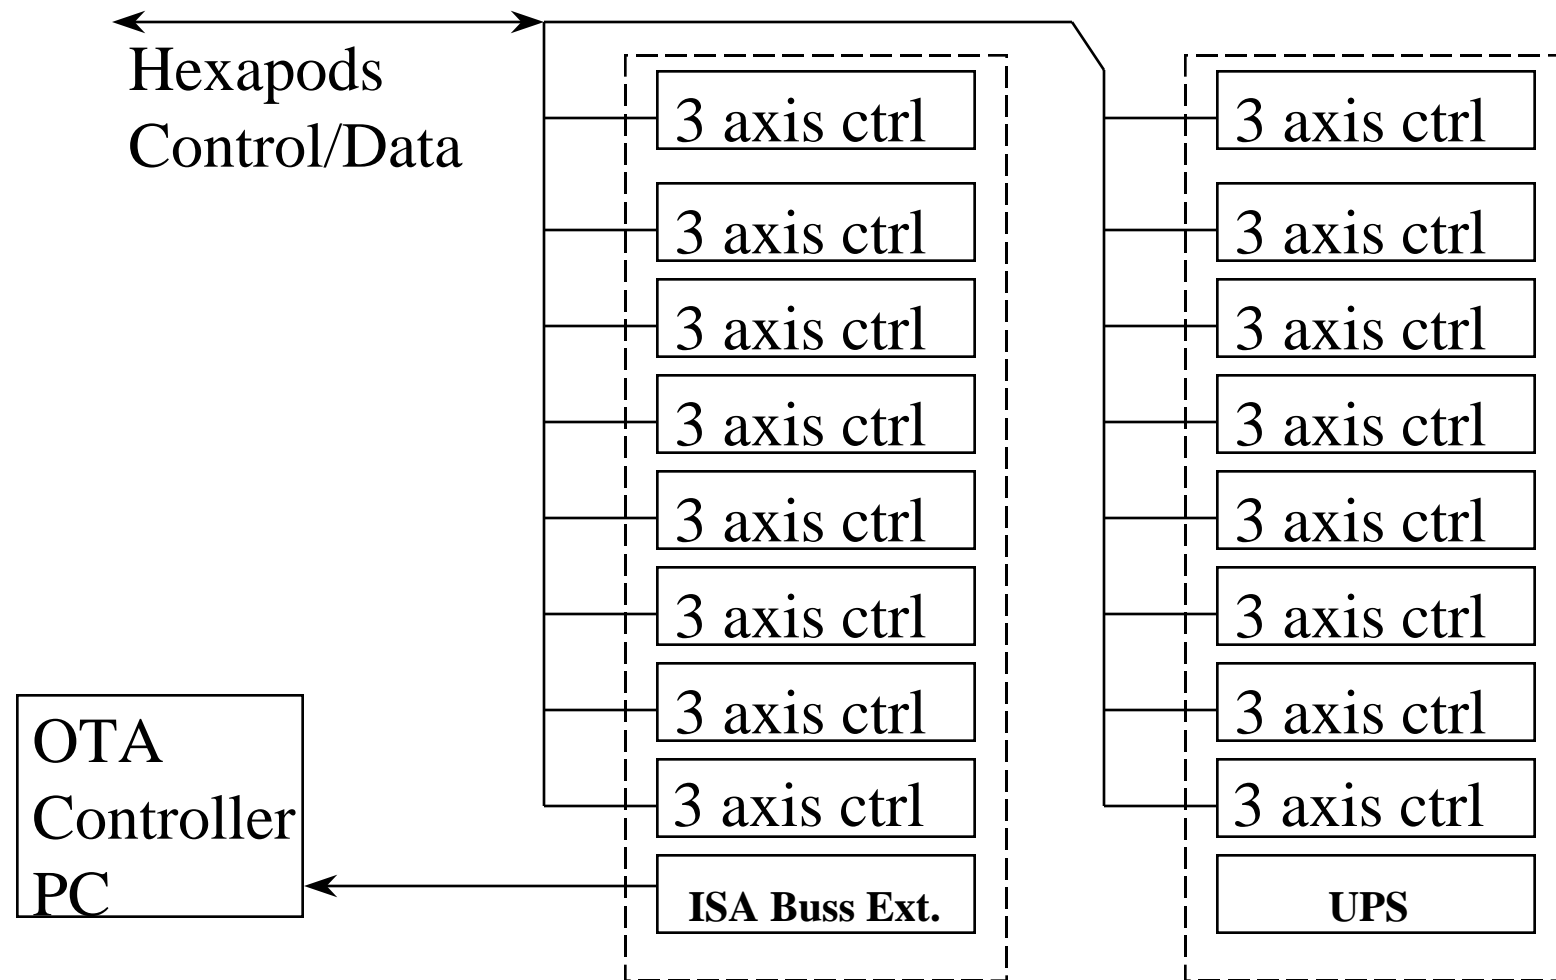 Hexapods
Control/Data
3 axis ctrl
3 axis ctrl
3 axis ctrl
3 axis ctrl
3 axis ctrl
3 axis ctrl
3 axis ctrl
3 axis ctrl
ISA Buss Ext.
3 axis ctrl
3 axis ctrl
3 axis ctrl
3 axis ctrl
3 axis ctrl
3 axis ctrl
3 axis ctrl
3 axis ctrl
UPS
OTA
Controller
PC